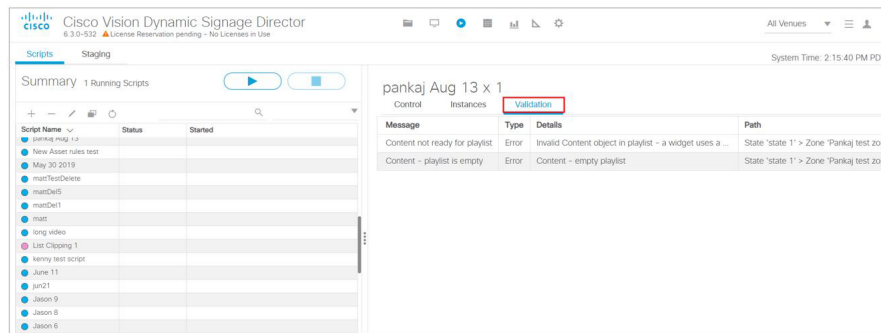 CISCO
Cisco Vision Dynamic Signage Director
6.3.0-532 License Reservation pending - No Licenses in Use
All Venues
Scripts Staging
System Time: 2:15:40 PM PD
Summary 1 Running Scripts
pankaj Aug 13 x 1
Control Instances Validation
Script Name Status Started
Message Type Details Path
pankaj Aug 13
Content not ready for playlist Error Invalid Content object in playlist - a widget uses a ... State 'state 1' > Zone 'Pankaj test zo
New Asset rules test
Content - playlist is empty Error Content - empty playlist State 'state 1' > Zone 'Pankaj test zo
May 30 2019
mattTestDelete
mattDel5
mattDel1
matt
long video
List Clipping 1
kenny test script
June 11
jun21
Jason 9
Jason 8
Jason 6